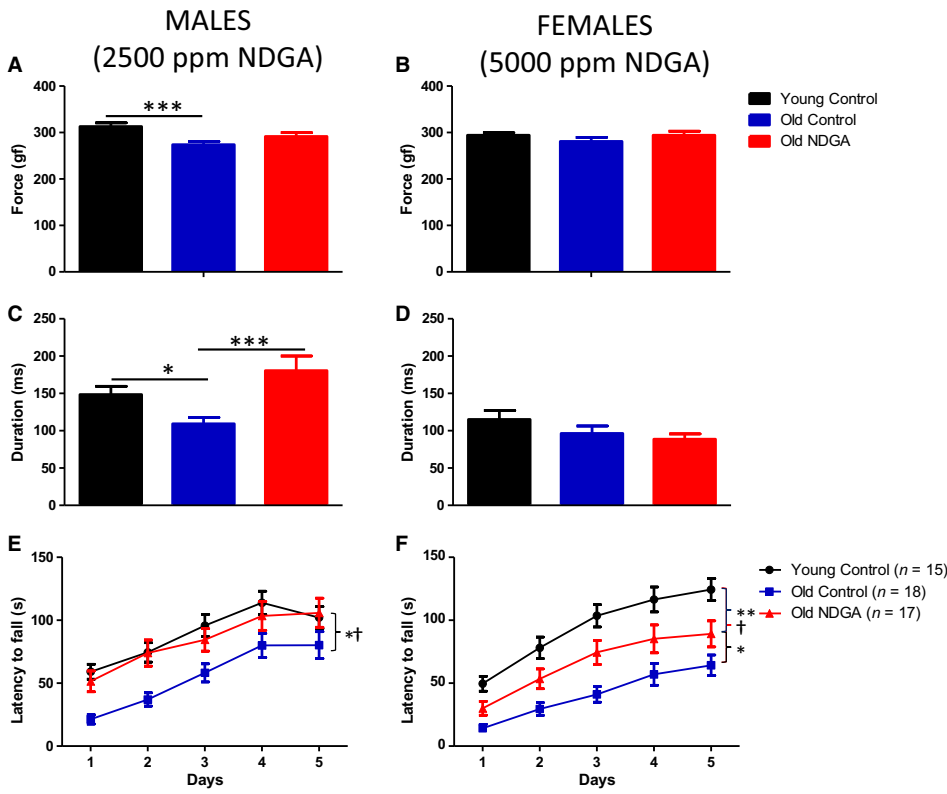 MALES
(2500 ppm NDGA)
FEMALES
(5000 ppm NDGA)
A
400
300
200
100
0
Force (gf)
***
B
400
300
200
100
0
Force (gf)
Young Control
Old Control
Old NDGA
C
250
200
150
100
50
0
Duration (ms)
*
***
D
250
200
150
100
50
0
Duration (ms)
E
150
100
50
0
Latency to fall (s)
*†
1 2 3 4 5
Days
F
150
100
50
0
Latency to fall (s)
**
†
*
1 2 3 4 5
Days
Young Control (n = 15)
Old Control (n = 18)
Old NDGA (n = 17)